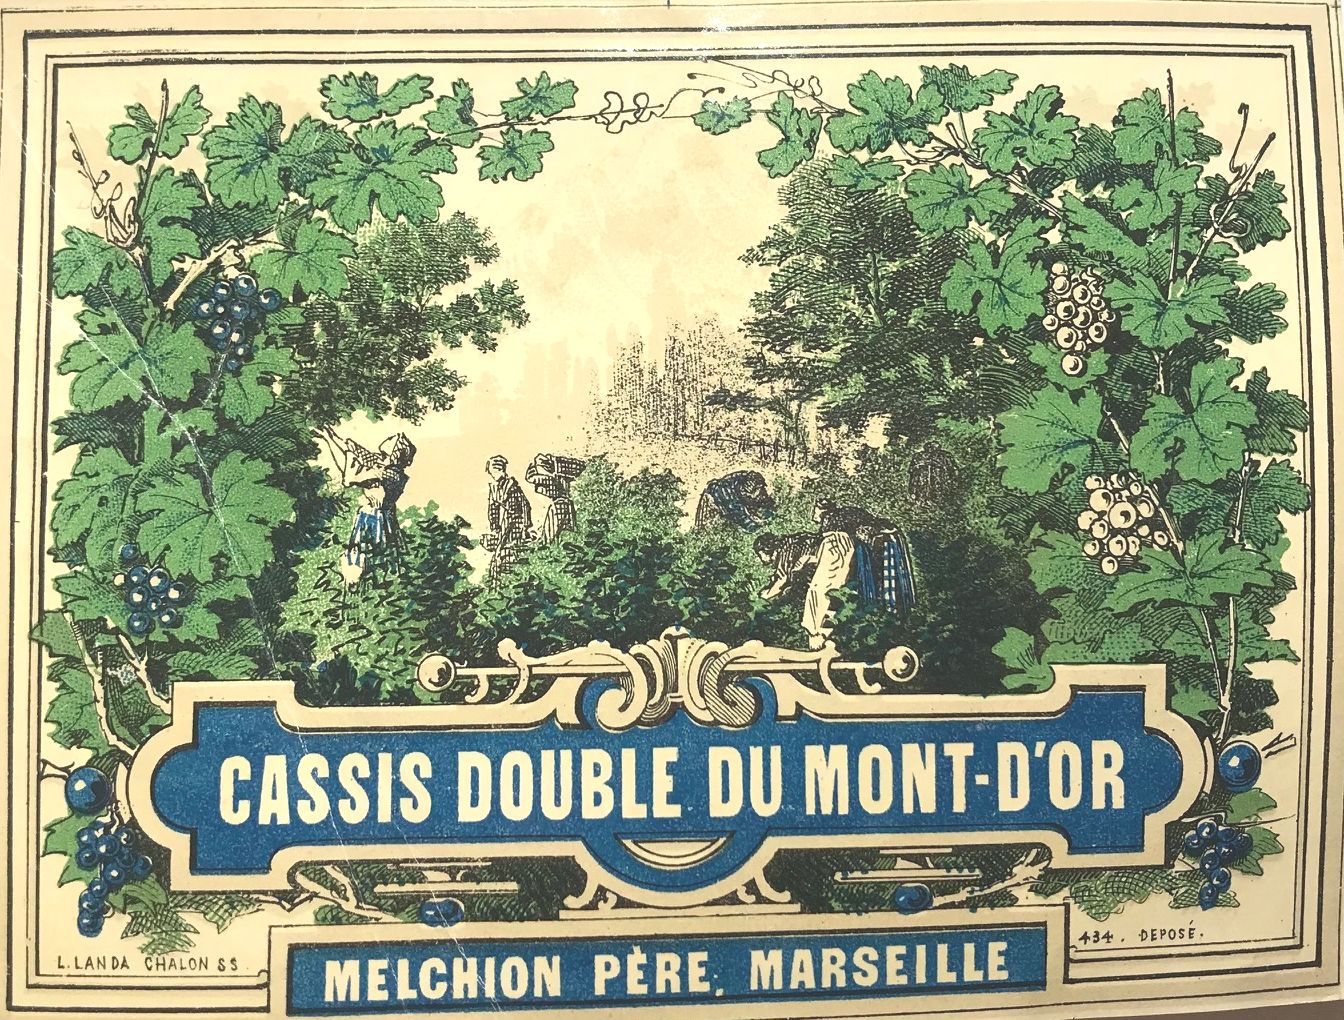 CASSIS DOUBLE DU MONT-D'OR
MELCHION PÈRE, MARSEILLE
L. LANDA CHALON SS.
434. DEPOSÉ.